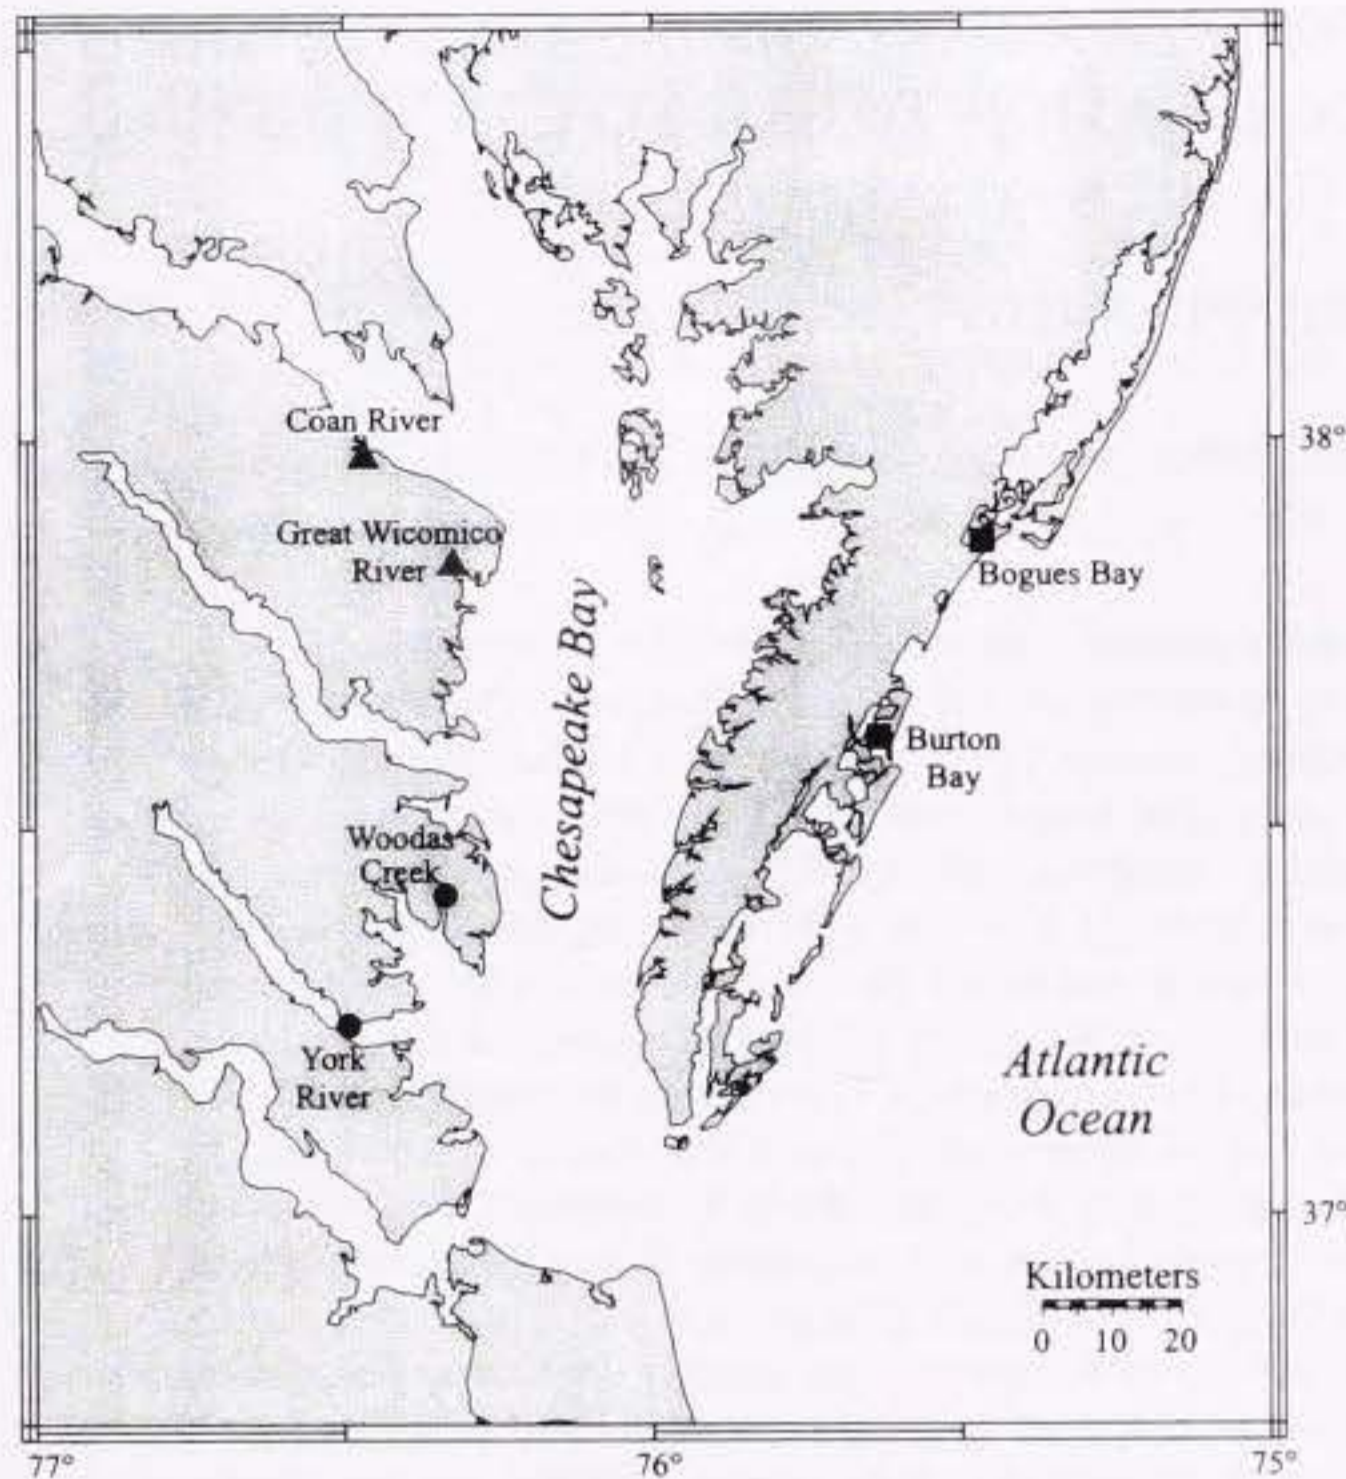 Coan River
38°
Great Wicomico
River
Bogues Bay
Chesapeake Bay
Burton
Bay
Woodas
Creek
York
River
Atlantic
Ocean
37°
Kilometers
0 10 20
77° 76° 75°